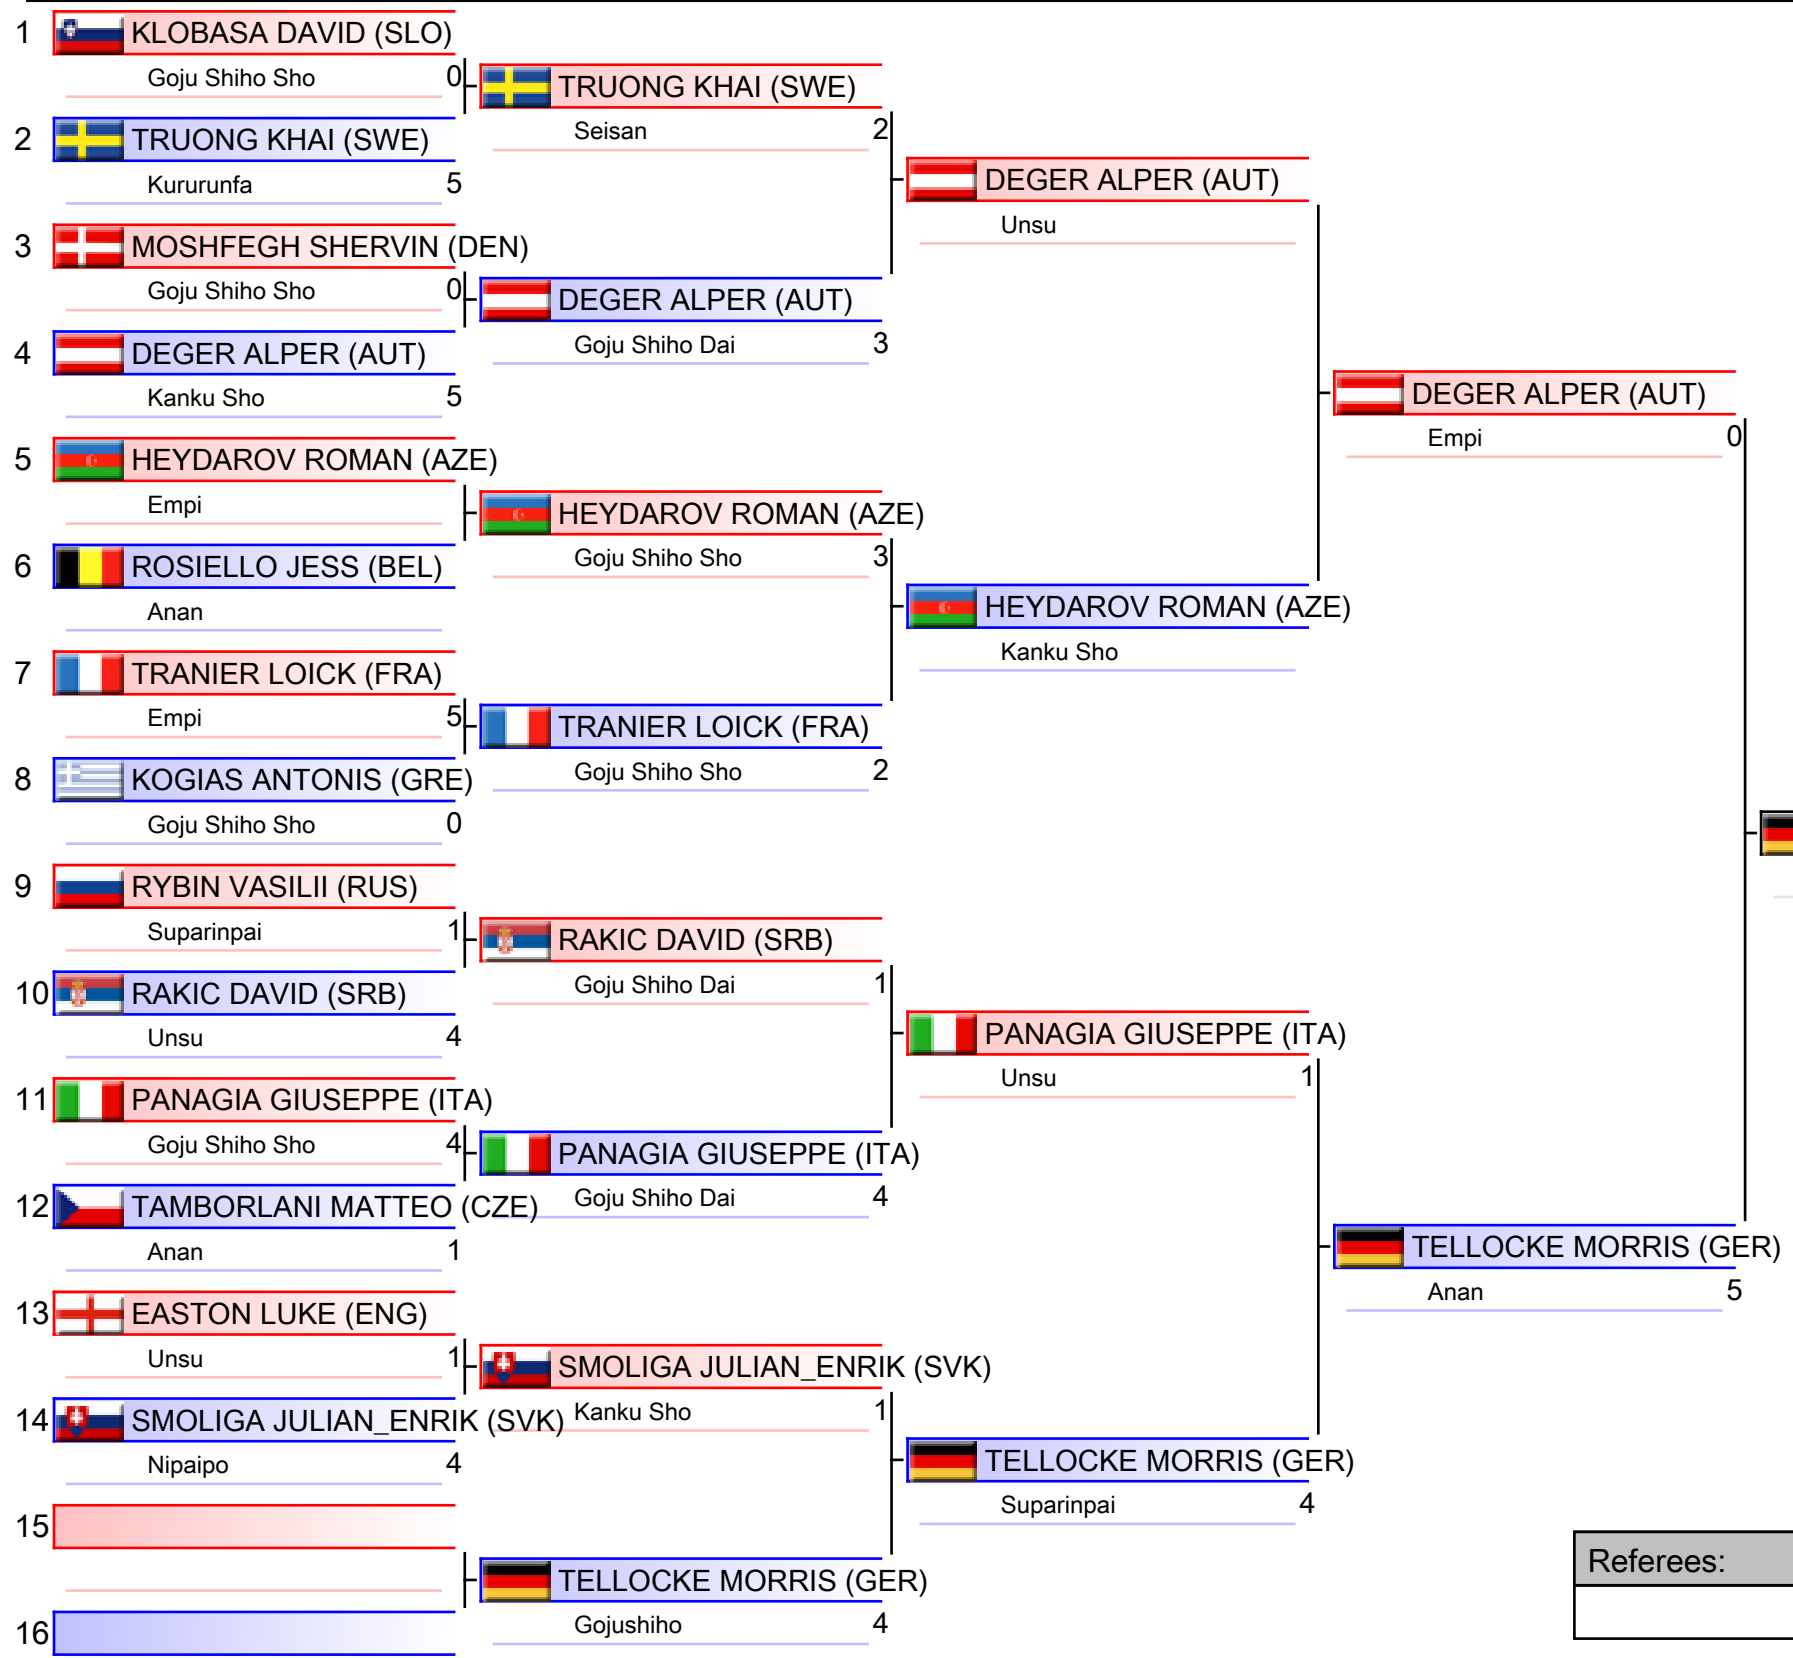 1 KLOBASA DAVID (SLO)
Goju Shiho Sho 0
TRUONG KHAI (SWE)
Seisan 2
2 TRUONG KHAI (SWE)
Kururunfa 5
DEGER ALPER (AUT)
Unsu
3 MOSHFEGH SHERVIN (DEN)
Goju Shiho Sho 0
DEGER ALPER (AUT)
Goju Shiho Dai 3
4 DEGER ALPER (AUT)
Kanku Sho 5
DEGER ALPER (AUT)
Empi 0
5 HEYDAROV ROMAN (AZE)
Empi
HEYDAROV ROMAN (AZE)
Goju Shiho Sho 3
6 ROSIELLO JESS (BEL)
Anan
HEYDAROV ROMAN (AZE)
Kanku Sho
7 TRANIER LOICK (FRA)
Empi 5
TRANIER LOICK (FRA)
Goju Shiho Sho 2
8 KOGIAS ANTONIS (GRE)
Goju Shiho Sho 0
9 RYBIN VASILII (RUS)
Suparinpai 1
RAKIC DAVID (SRB)
Goju Shiho Dai 1
10 RAKIC DAVID (SRB)
Unsu 4
PANAGIA GIUSEPPE (ITA)
Unsu 1
11 PANAGIA GIUSEPPE (ITA)
Goju Shiho Sho 4
PANAGIA GIUSEPPE (ITA)
Goju Shiho Dai 4
12 TAMBORLANI MATTEO (CZE)
Anan 1
TELLOCKE MORRIS (GER)
Anan 5
13 EASTON LUKE (ENG)
Unsu 1
SMOLIGA JULIAN_ENRIK (SVK)
Kanku Sho 1
14 SMOLIGA JULIAN_ENRIK (SVK)
Nipaipo 4
TELLOCKE MORRIS (GER)
Suparinpai 4
15
TELLOCKE MORRIS (GER)
Gojushiho 4
16
Referees: